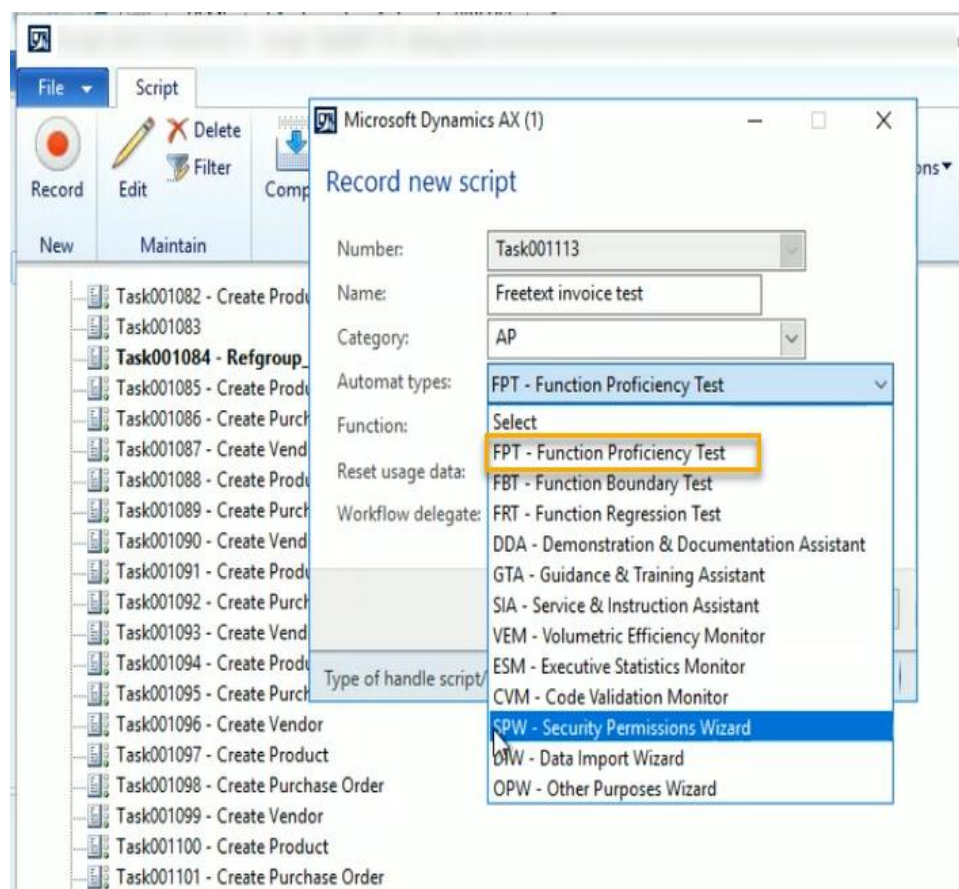 File Script
Record
Edit
Delete
Filter
Comp
ons
New Maintain
Task001082 - Create Produ
Task001083
Task001084 - Refgroup_
Task001085 - Create Produ
Task001086 - Create Purch
Task001087 - Create Vend
Task001088 - Create Produ
Task001089 - Create Purch
Task001090 - Create Vend
Task001091 - Create Produ
Task001092 - Create Purch
Task001093 - Create Vend
Task001094 - Create Produ
Task001095 - Create Purch
Task001096 - Create Vendor
Task001097 - Create Product
Task001098 - Create Purchase Order
Task001099 - Create Vendor
Task001100 - Create Product
Task001101 - Create Purchase Order
Microsoft Dynamics AX (1)
Record new script
Number: Task001113
Name: Freetext invoice test
Category: AP
Automat types: FPT - Function Proficiency Test
Function:
Reset usage data:
Workflow delegate:
Select
FPT - Function Proficiency Test
FBT - Function Boundary Test
FRT - Function Regression Test
DDA - Demonstration & Documentation Assistant
GTA - Guidance & Training Assistant
SIA - Service & Instruction Assistant
VEM - Volumetric Efficiency Monitor
ESM - Executive Statistics Monitor
CVM - Code Validation Monitor
SPW - Security Permissions Wizard
DIW - Data Import Wizard
OPW - Other Purposes Wizard
Type of handle script/